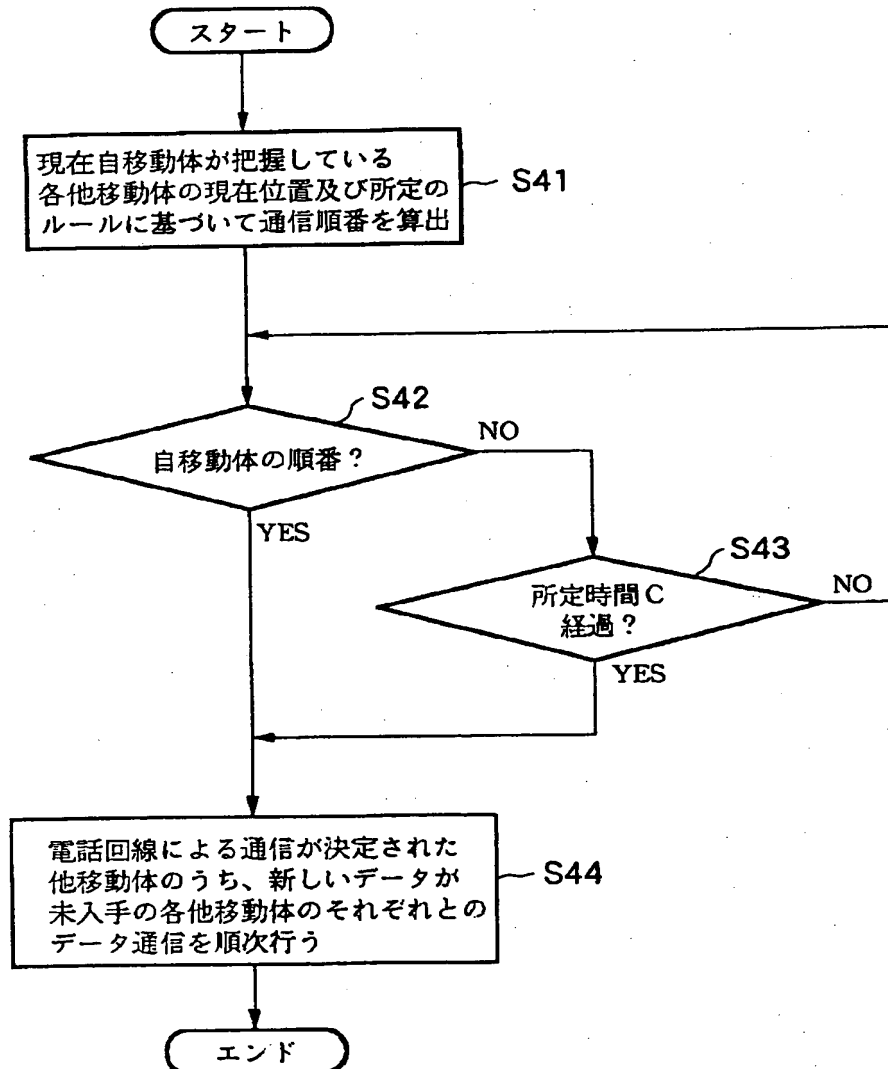 スタート
現在自移動体が把握している
各他移動体の現在位置及び所定の
ルールに基づいて通信順番を算出
S41
S42
自移動体の順番？
NO
YES
S43
所定時間C
経過？
NO
YES
電話回線による通信が決定された
他移動体のうち、新しいデータが
未入手の各他移動体のそれぞれとの
データ通信を順次行う
S44
エンド